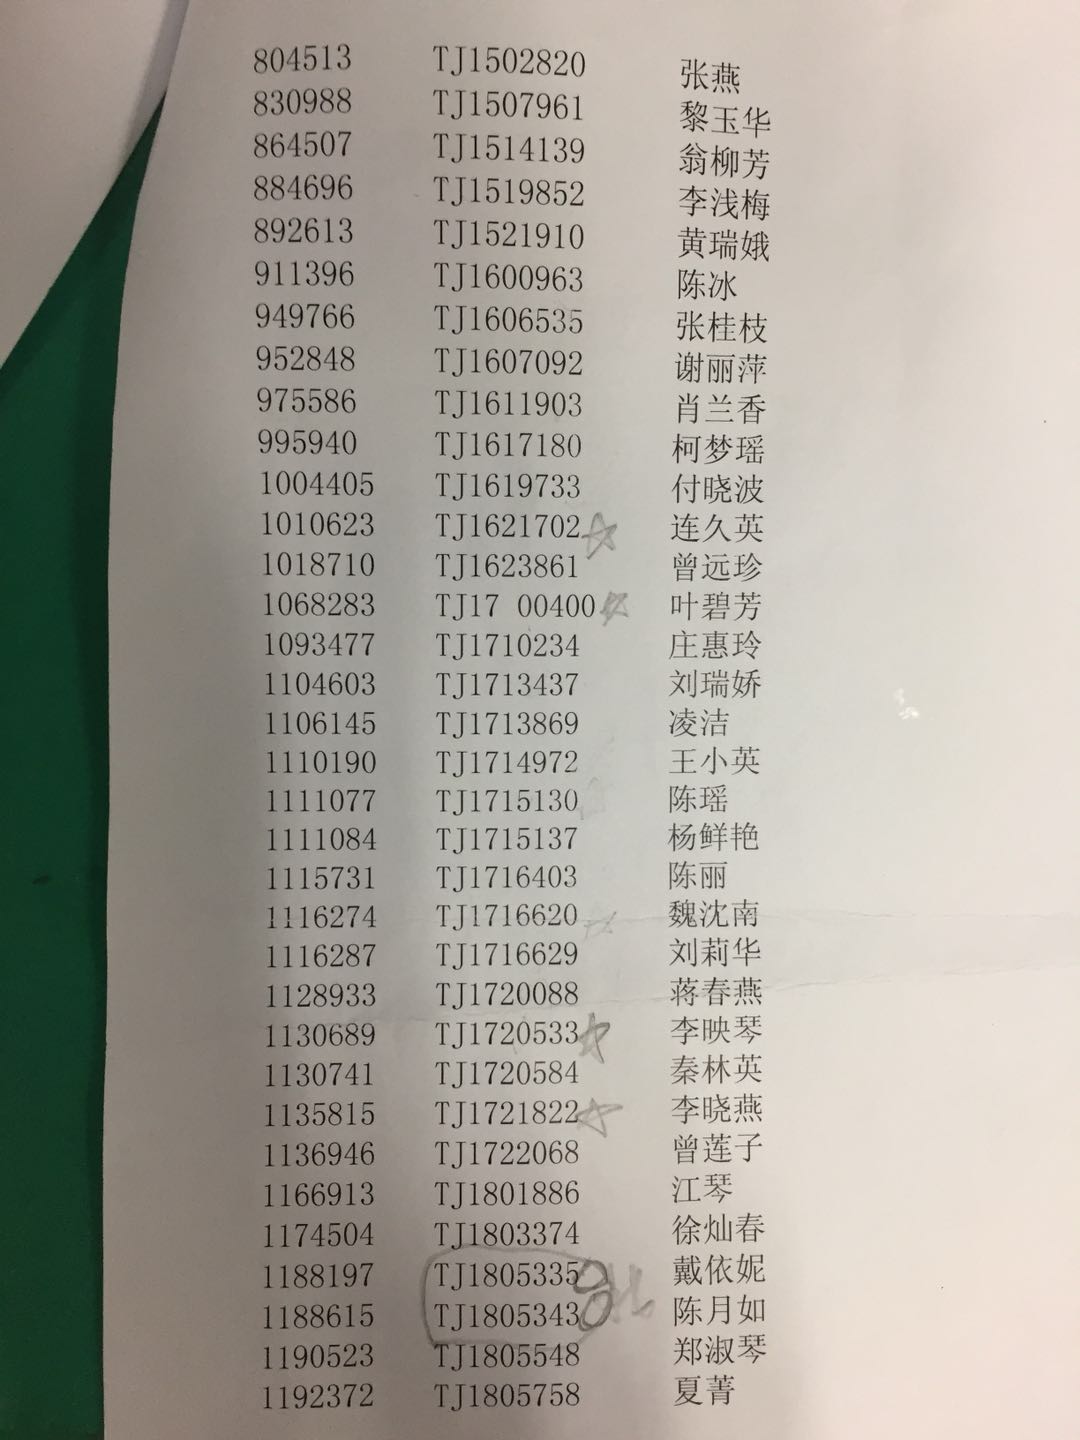 804513 TJ1502820 张燕
830988 TJ1507961 黎玉华
864507 TJ1514139 翁柳芳
884696 TJ1519852 李浅梅
892613 TJ1521910 黄瑞娥
911396 TJ1600963 陈冰
949766 TJ1606535 张桂枝
952848 TJ1607092 谢丽萍
975586 TJ1611903 肖兰香
995940 TJ1617180 柯梦瑶
1004405 TJ1619733 付晓波
1010623 TJ1621702 连久英
1018710 TJ1623861 曾远珍
1068283 TJ17 00400 叶碧芳
1093477 TJ1710234 庄惠玲
1104603 TJ1713437 刘瑞娇
1106145 TJ1713869 凌洁
1110190 TJ1714972 王小英
1111077 TJ1715130 陈瑶
1111084 TJ1715137 杨鲜艳
1115731 TJ1716403 陈丽
1116274 TJ1716620 魏沈南
1116287 TJ1716629 刘莉华
1128933 TJ1720088 蒋春燕
1130689 TJ1720533 李映琴
1130741 TJ1720584 秦林英
1135815 TJ1721822 李晓燕
1136946 TJ1722068 曾莲子
1166913 TJ1801886 江琴
1174504 TJ1803374 徐灿春
1188197 TJ1805335 戴依妮
1188615 TJ1805343 陈月如
1190523 TJ1805548 郑淑琴
1192372 TJ1805758 夏菁